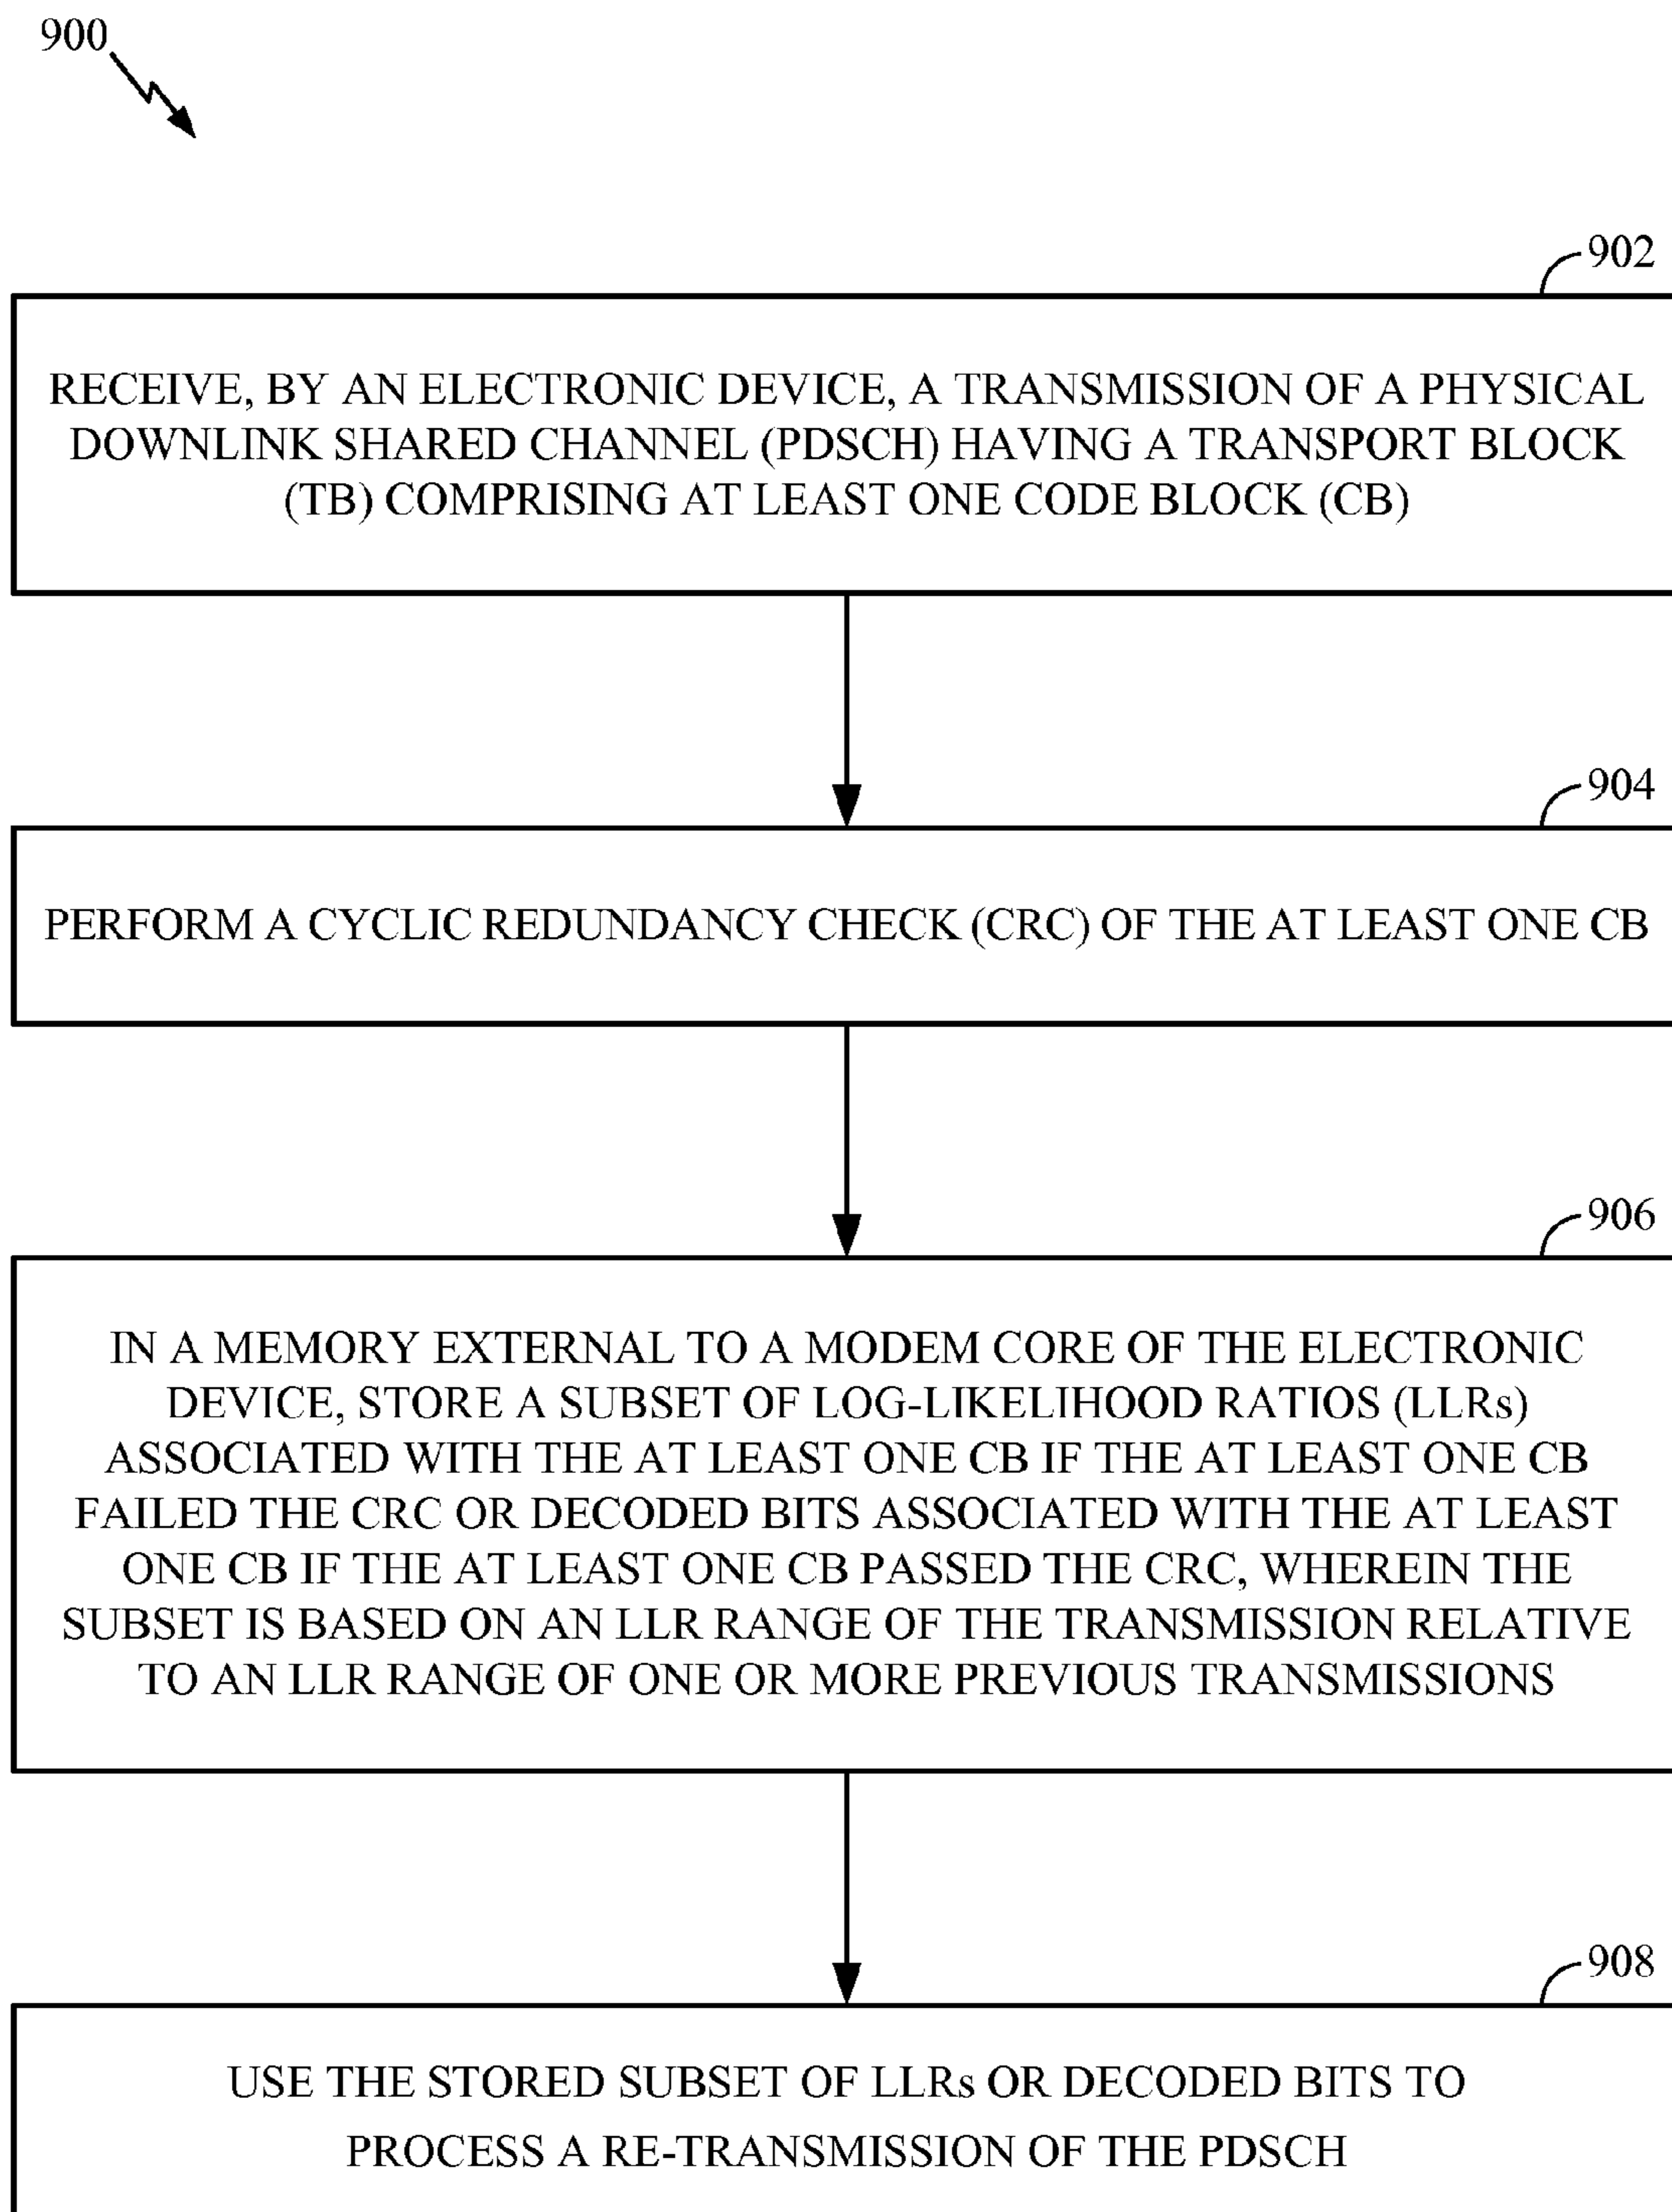 900
902
RECEIVE, BY AN ELECTRONIC DEVICE, A TRANSMISSION OF A PHYSICAL
DOWNLINK SHARED CHANNEL (PDSCH) HAVING A TRANSPORT BLOCK
(TB) COMPRISING AT LEAST ONE CODE BLOCK (CB)
904
PERFORM A CYCLIC REDUNDANCY CHECK (CRC) OF THE AT LEAST ONE CB
906
IN A MEMORY EXTERNAL TO A MODEM CORE OF THE ELECTRONIC
DEVICE, STORE A SUBSET OF LOG-LIKELIHOOD RATIOS (LLRs)
ASSOCIATED WITH THE AT LEAST ONE CB IF THE AT LEAST ONE CB
FAILED THE CRC OR DECODED BITS ASSOCIATED WITH THE AT LEAST
ONE CB IF THE AT LEAST ONE CB PASSED THE CRC, WHEREIN THE
SUBSET IS BASED ON AN LLR RANGE OF THE TRANSMISSION RELATIVE
TO AN LLR RANGE OF ONE OR MORE PREVIOUS TRANSMISSIONS
908
USE THE STORED SUBSET OF LLRs OR DECODED BITS TO
PROCESS A RE-TRANSMISSION OF THE PDSCH